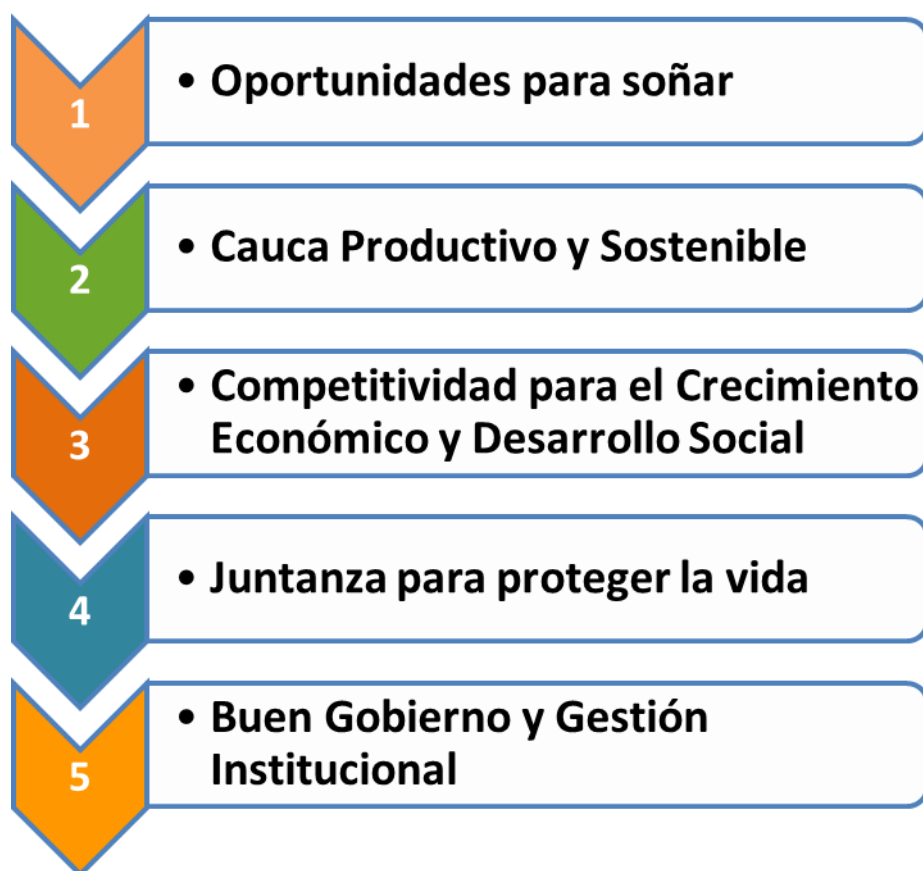 1
• Oportunidades para soñar
2
• Cauca Productivo y Sostenible
3
• Competitividad para el Crecimiento
Económico y Desarrollo Social
4
• Juntanza para proteger la vida
5
• Buen Gobierno y Gestión
Institucional